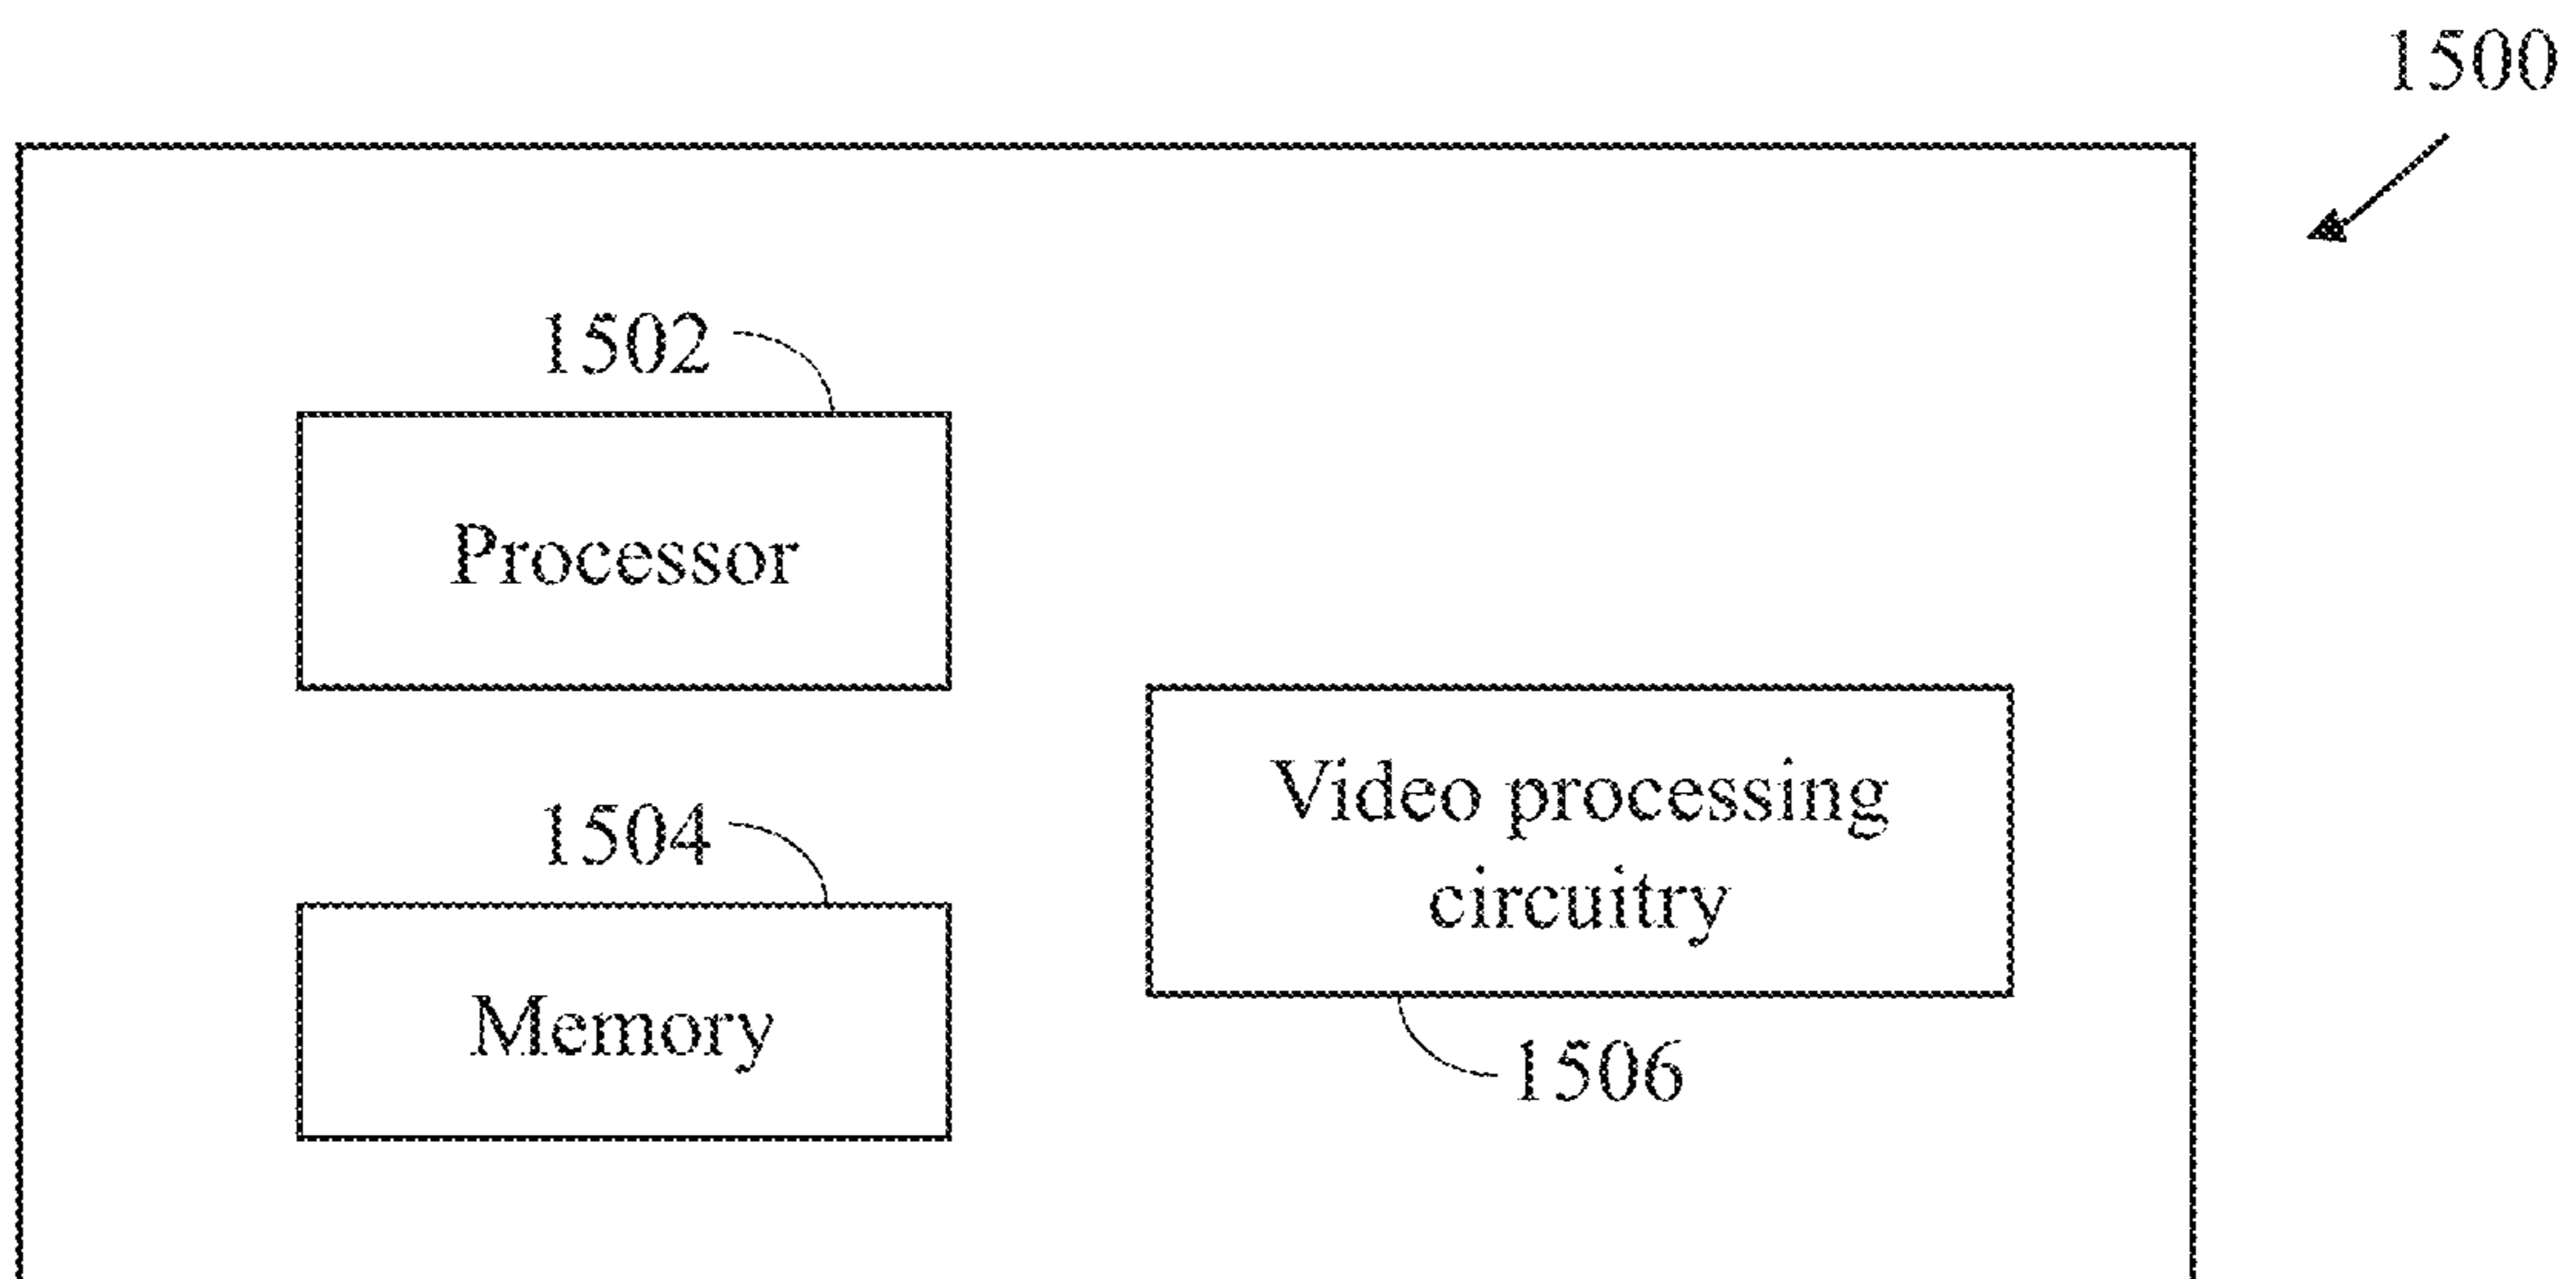 1500
1502
Processor
1504
Memory
Video processing
circuitry
1506